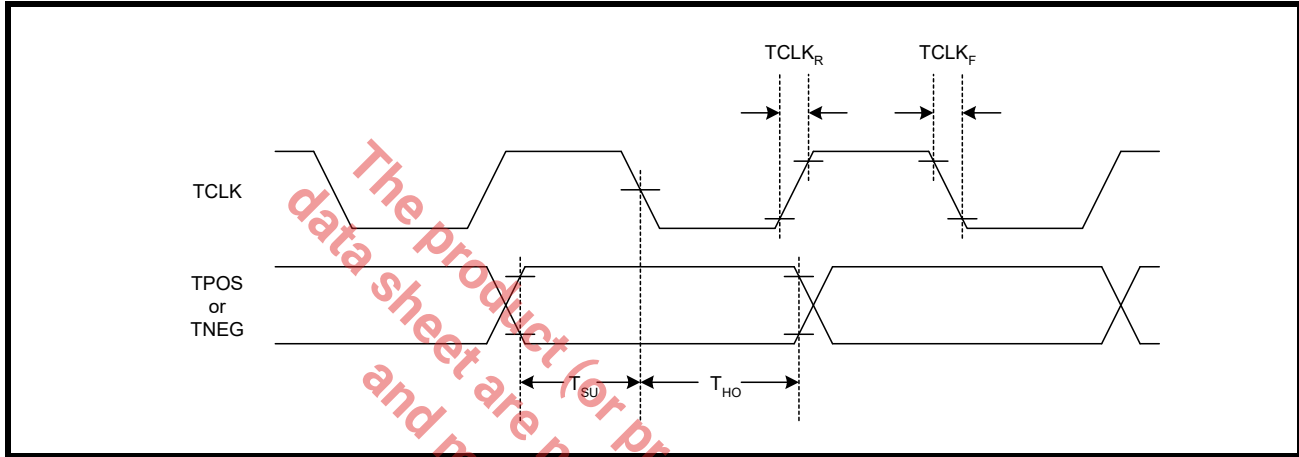 TCLKR
TCLKF
TCLK
TPOS
or
TNEG
TSU
THO
The product (or pr
data sheet are
and